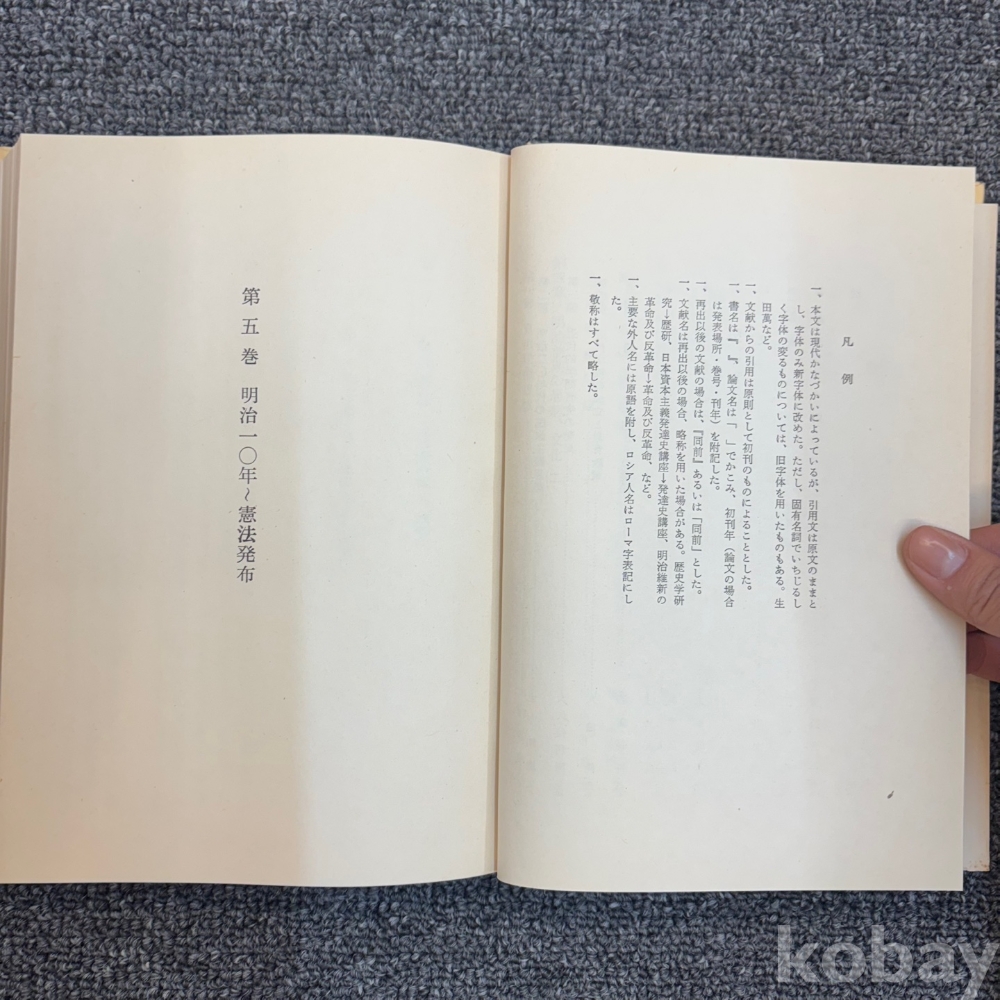 凡例
一、本文は現代かなづかいによっているが、引用文は原文のままと
し、字体のみ新字体に改めた。ただし、固有名詞でいちじるし
く字体の変るものについては、旧字体を用いたものもある。生
田萬など。
一、文献からの引用は原則として初刊のものによることとした。
一、書名は『 』、論文名は「 」でかこみ、初刊年（論文の場合
は発表場所・巻号・刊年）を附記した。
一、再出以後の文献の場合は、『同前』あるいは「同前」とした。
一、文献名は再出以後の場合、略称を用いた場合がある。歴史学研
究→歴研、日本資本主義発達史講座→発達史講座、明治維新の
革命及び反革命→革命及び反革命、など。
一、主要な外人名には原語を附し、ロシア人名はローマ字表記にし
た。
一、敬称はすべて略した。
第五巻 明治一〇年～憲法発布
kobay